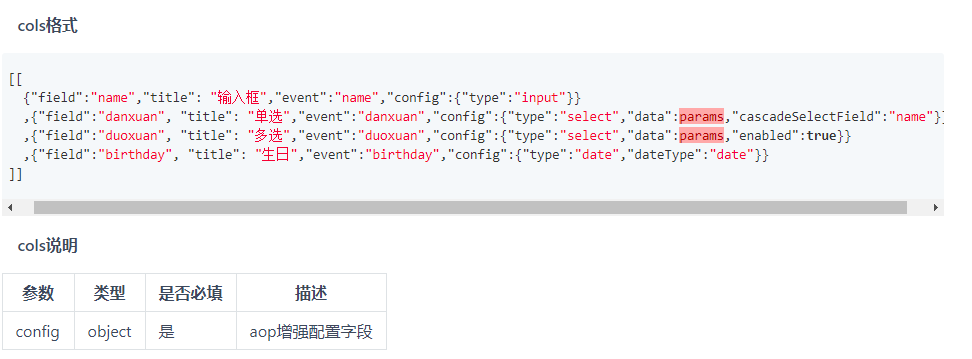 cols格式
[[
{"field":"name","title": "输入框","event":"name","config":{"type":"input"}}
,{"field":"danxuan", "title": "单选","event":"danxuan","config":{"type":"select","data":params,"cascadeSelectField":"name"}}
,{"field":"duoxuan", "title": "多选","event":"duoxuan","config":{"type":"select","data":params,"enabled":true}}
,{"field":"birthday", "title": "生日","event":"birthday","config":{"type":"date","dateType":"date"}}
]]
cols说明
参数 类型 是否必填 描述
config object 是 aop增强配置字段